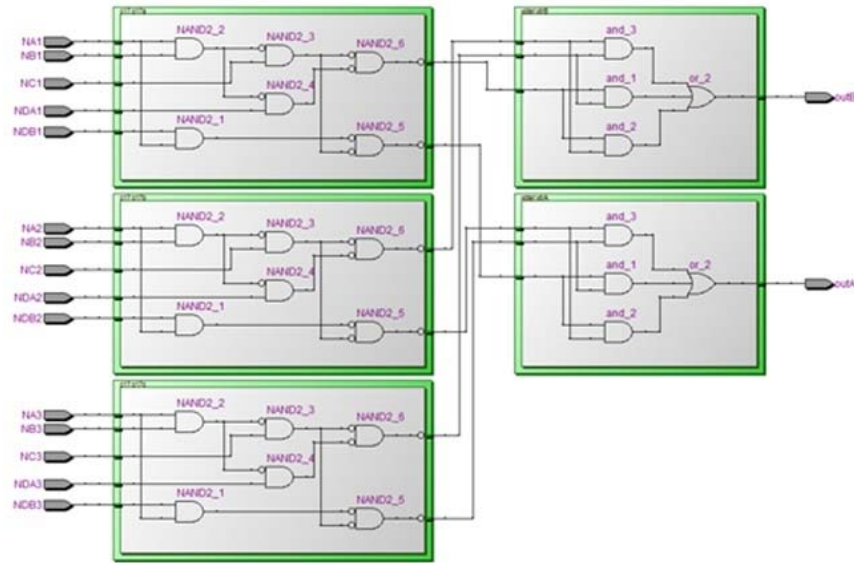 NAND2_2
NAND2_3
NAND2_6
NA1
NB1
NC1
NAND2_4
NDA1
NAND2_1
NAND2_5
NDB1
and_3
and_1
or_2
and_2
outB
NAND2_2
NAND2_3
NAND2_6
NA2
NB2
NC2
NAND2_4
NDA2
NAND2_1
NAND2_5
NDB2
and_3
and_1
or_2
and_2
outA
NAND2_2
NAND2_3
NAND2_6
NA3
NB3
NC3
NAND2_4
NDA3
NAND2_1
NAND2_5
NDB3